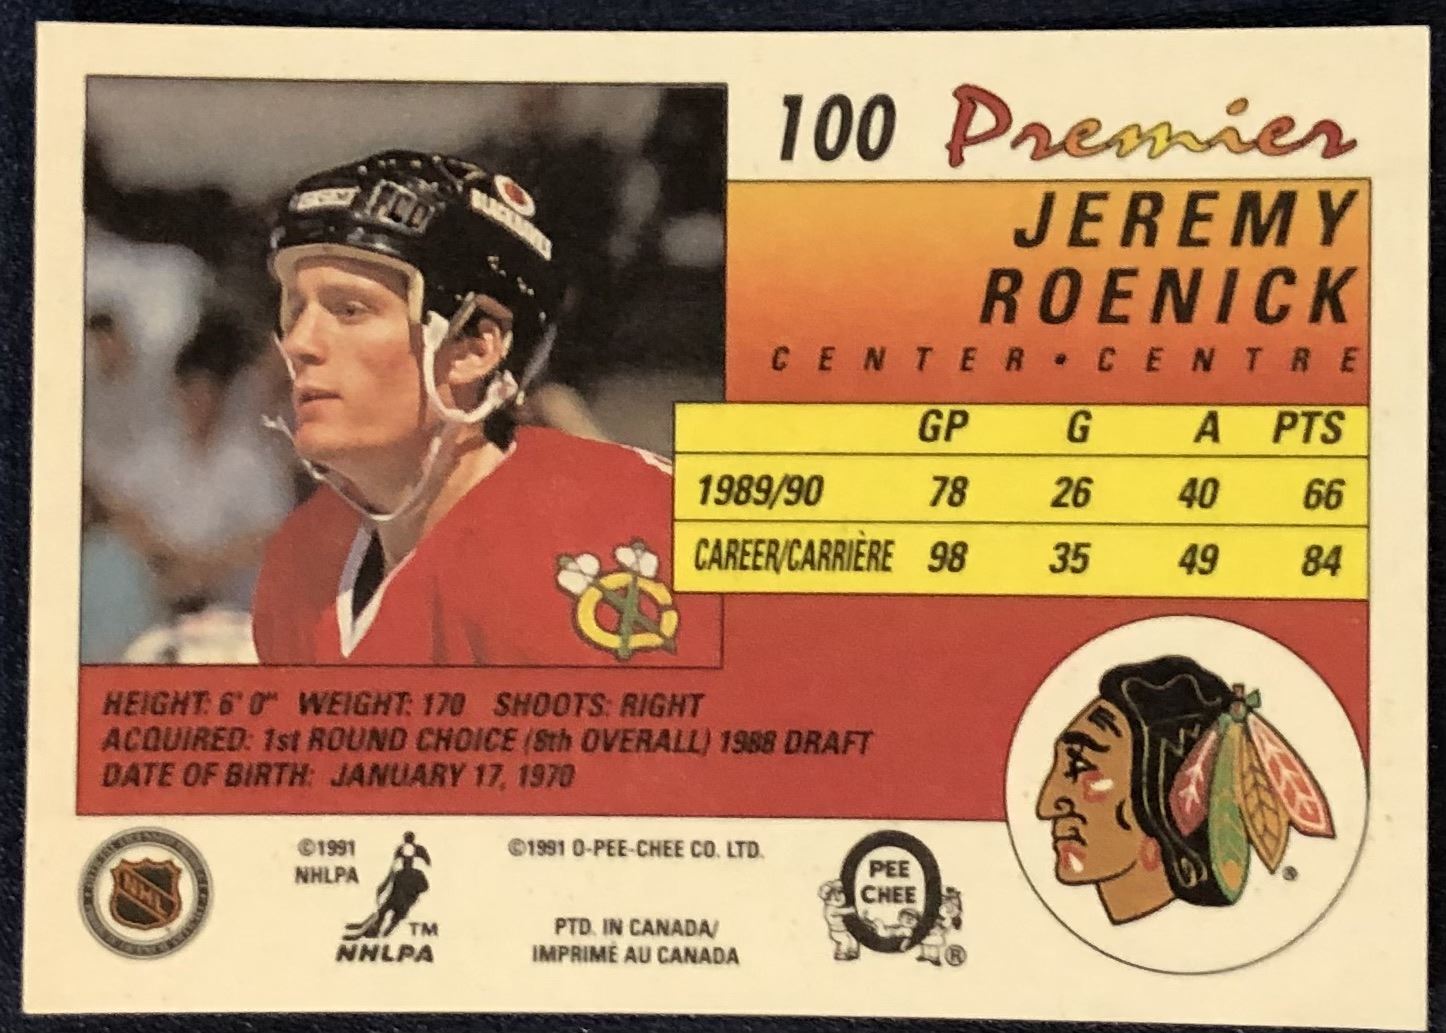 100 Premier
JEREMY
ROENICK
CENTER • CENTRE
GP G A PTS
1989/90 78 26 40 66
CAREER/CARRIÈRE 98 35 49 84
HEIGHT: 6' 0" WEIGHT: 170 SHOOTS: RIGHT
ACQUIRED: 1st ROUND CHOICE (8th OVERALL) 1988 DRAFT
DATE OF BIRTH: JANUARY 17, 1970
NHL
©1991
NHLPA
TM
NHLPA
©1991 O-PEE-CHEE CO. LTD.
PTD. IN CANADA/
IMPRIMÉ AU CANADA
O
PEE
CHEE
®
®